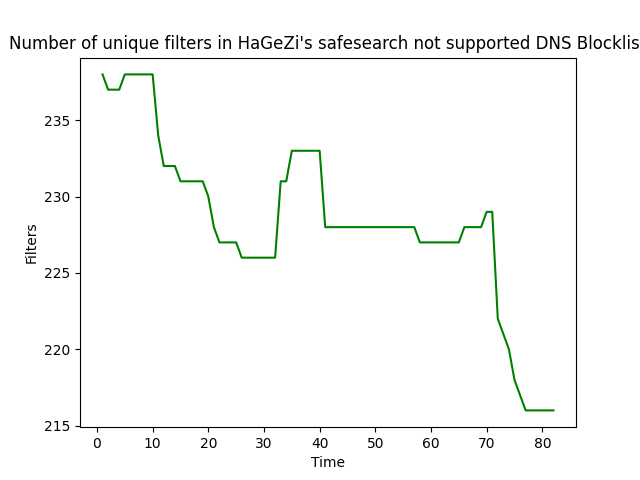 Number of unique filters in HaGeZi's safesearch not supported DNS Blocklis
235
230
225
220
215
Filters
0 10 20 30 40 50 60 70 80
Time